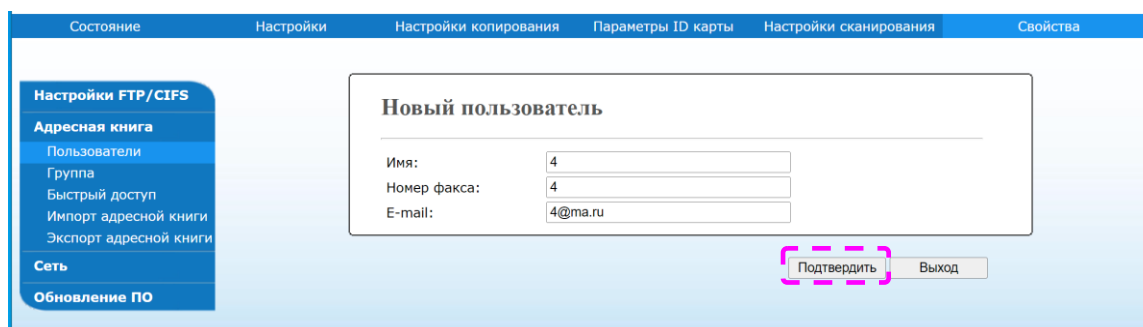 Состояние Настройки Настройки копирования Параметры ID карты Настройки сканирования Свойства
Настройки FTP/CIFS
Адресная книга
Пользователи
Группа
Быстрый доступ
Импорт адресной книги
Экспорт адресной книги
Сеть
Обновление ПО
Новый пользователь
Имя: 4
Номер факса: 4
E-mail: 4@ma.ru
Подтвердить Выход